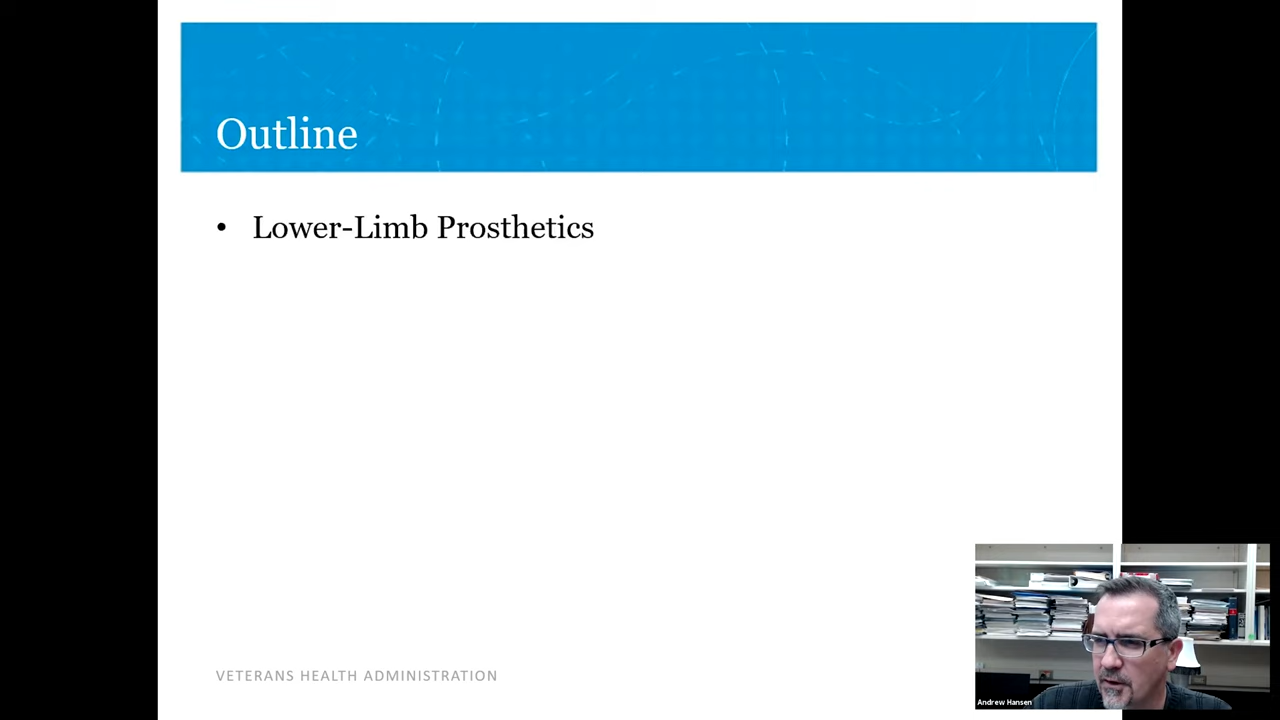 Outline
• Lower-Limb Prosthetics
VETERANS HEALTH ADMINISTRATION
Andrew Hansen